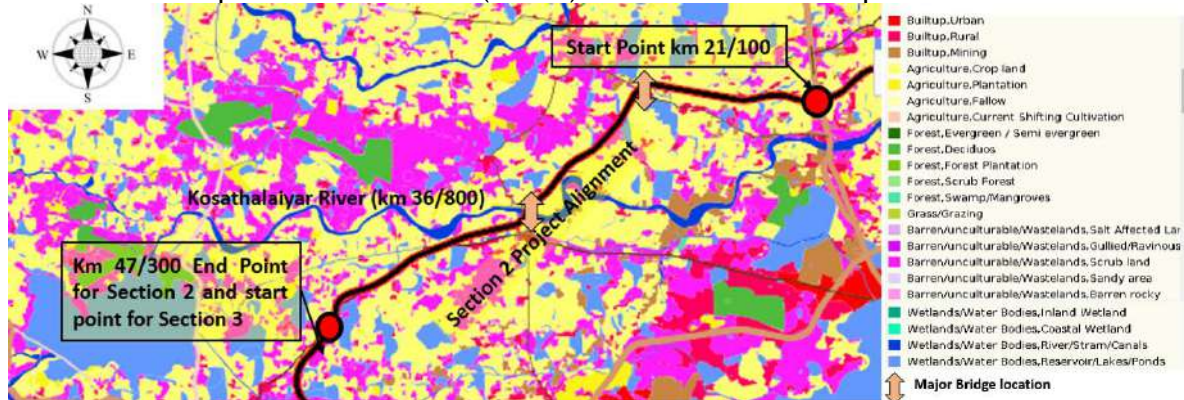 N
W E
S
Start Point km 21/100
Kosathalaiyar River (km 36/800)
Section 2 Project Alignment
Km 47/300 End Point
for Section 2 and start
point for Section 3
Builtup,Urban
Builtup,Rural
Builtup,Mining
Agriculture,Crop land
Agriculture,Plantation
Agriculture,Fallow
Agriculture,Current Shifting Cultivation
Forest,Evergreen / Semi evergreen
Forest,Deciduos
Forest,Forest Plantation
Forest,Scrub Forest
Forest,Swamp/Mangroves
Grass/Grazing
Barren/unculturable/Wastelands,Salt Affected Lar
Barren/unculturable/Wastelands,Gullied/Ravinous
Barren/unculturable/Wastelands,Scrub land
Barren/unculturable/Wastelands,Sandy area
Barren/unculturable/Wastelands,Barren rocky
Wetlands/Water Bodies,Inland Wetland
Wetlands/Water Bodies,Coastal Wetland
Wetlands/Water Bodies,River/Stram/Canals
Wetlands/Water Bodies,Reservoir/Lakes/Ponds
Major Bridge location